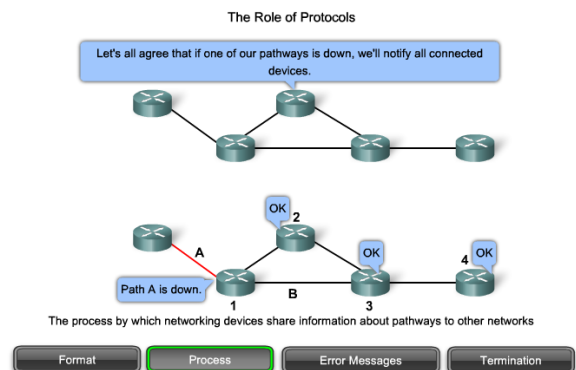 The Role of Protocols
Let's all agree that if one of our pathways is down, we'll notify all connected
devices.
OK
2
A
OK
4
OK
Path A is down.
B
1
3
The process by which networking devices share information about pathways to other networks
Format
Process
Error Messages
Termination